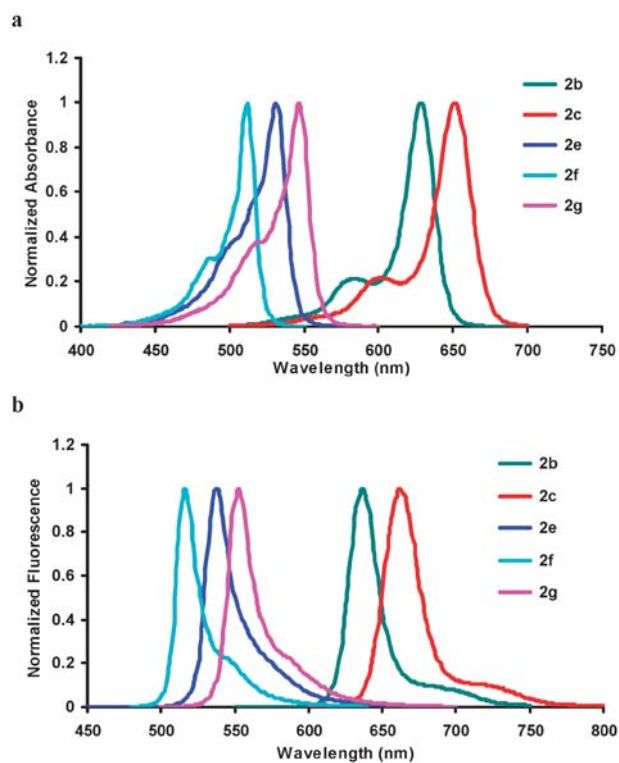 a
1.2
1
0.8
0.6
0.4
0.2
0
Normalized Absorbance
2b
2c
2e
2f
2g
400 450 500 550 600 650 700 750
Wavelength (nm)
b
1.2
1
0.8
0.6
0.4
0.2
0
Normalized Fluorescence
2b
2c
2e
2f
2g
450 500 550 600 650 700 750 800
Wavelength (nm)